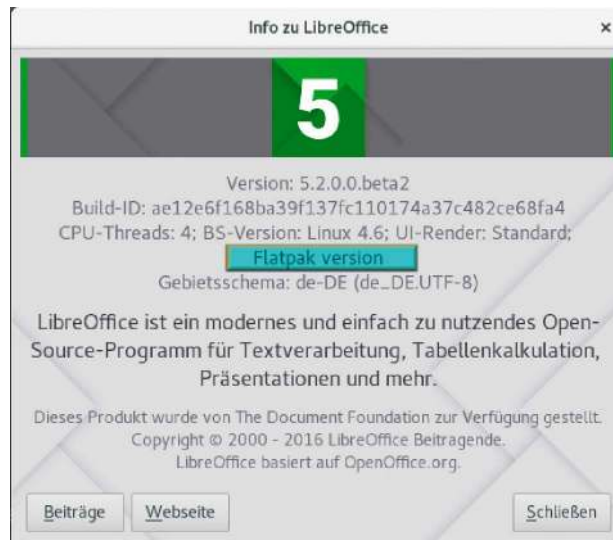 Info zu LibreOffice
×
5
Version: 5.2.0.0.beta2
Build-ID: ae12e6f168ba39f137fc110174a37c482ce68fa4
CPU-Threads: 4; BS-Version: Linux 4.6; UI-Render: Standard;
Flatpak version
Gebietsschema: de-DE (de_DE.UTF-8)
LibreOffice ist ein modernes und einfach zu nutzendes Open-
Source-Programm für Textverarbeitung, Tabellenkalkulation,
Präsentationen und mehr.
Dieses Produkt wurde von The Document Foundation zur Verfügung gestellt.
Copyright © 2000 - 2016 LibreOffice Beitragende.
LibreOffice basiert auf OpenOffice.org.
Beiträge Webseite Schließen